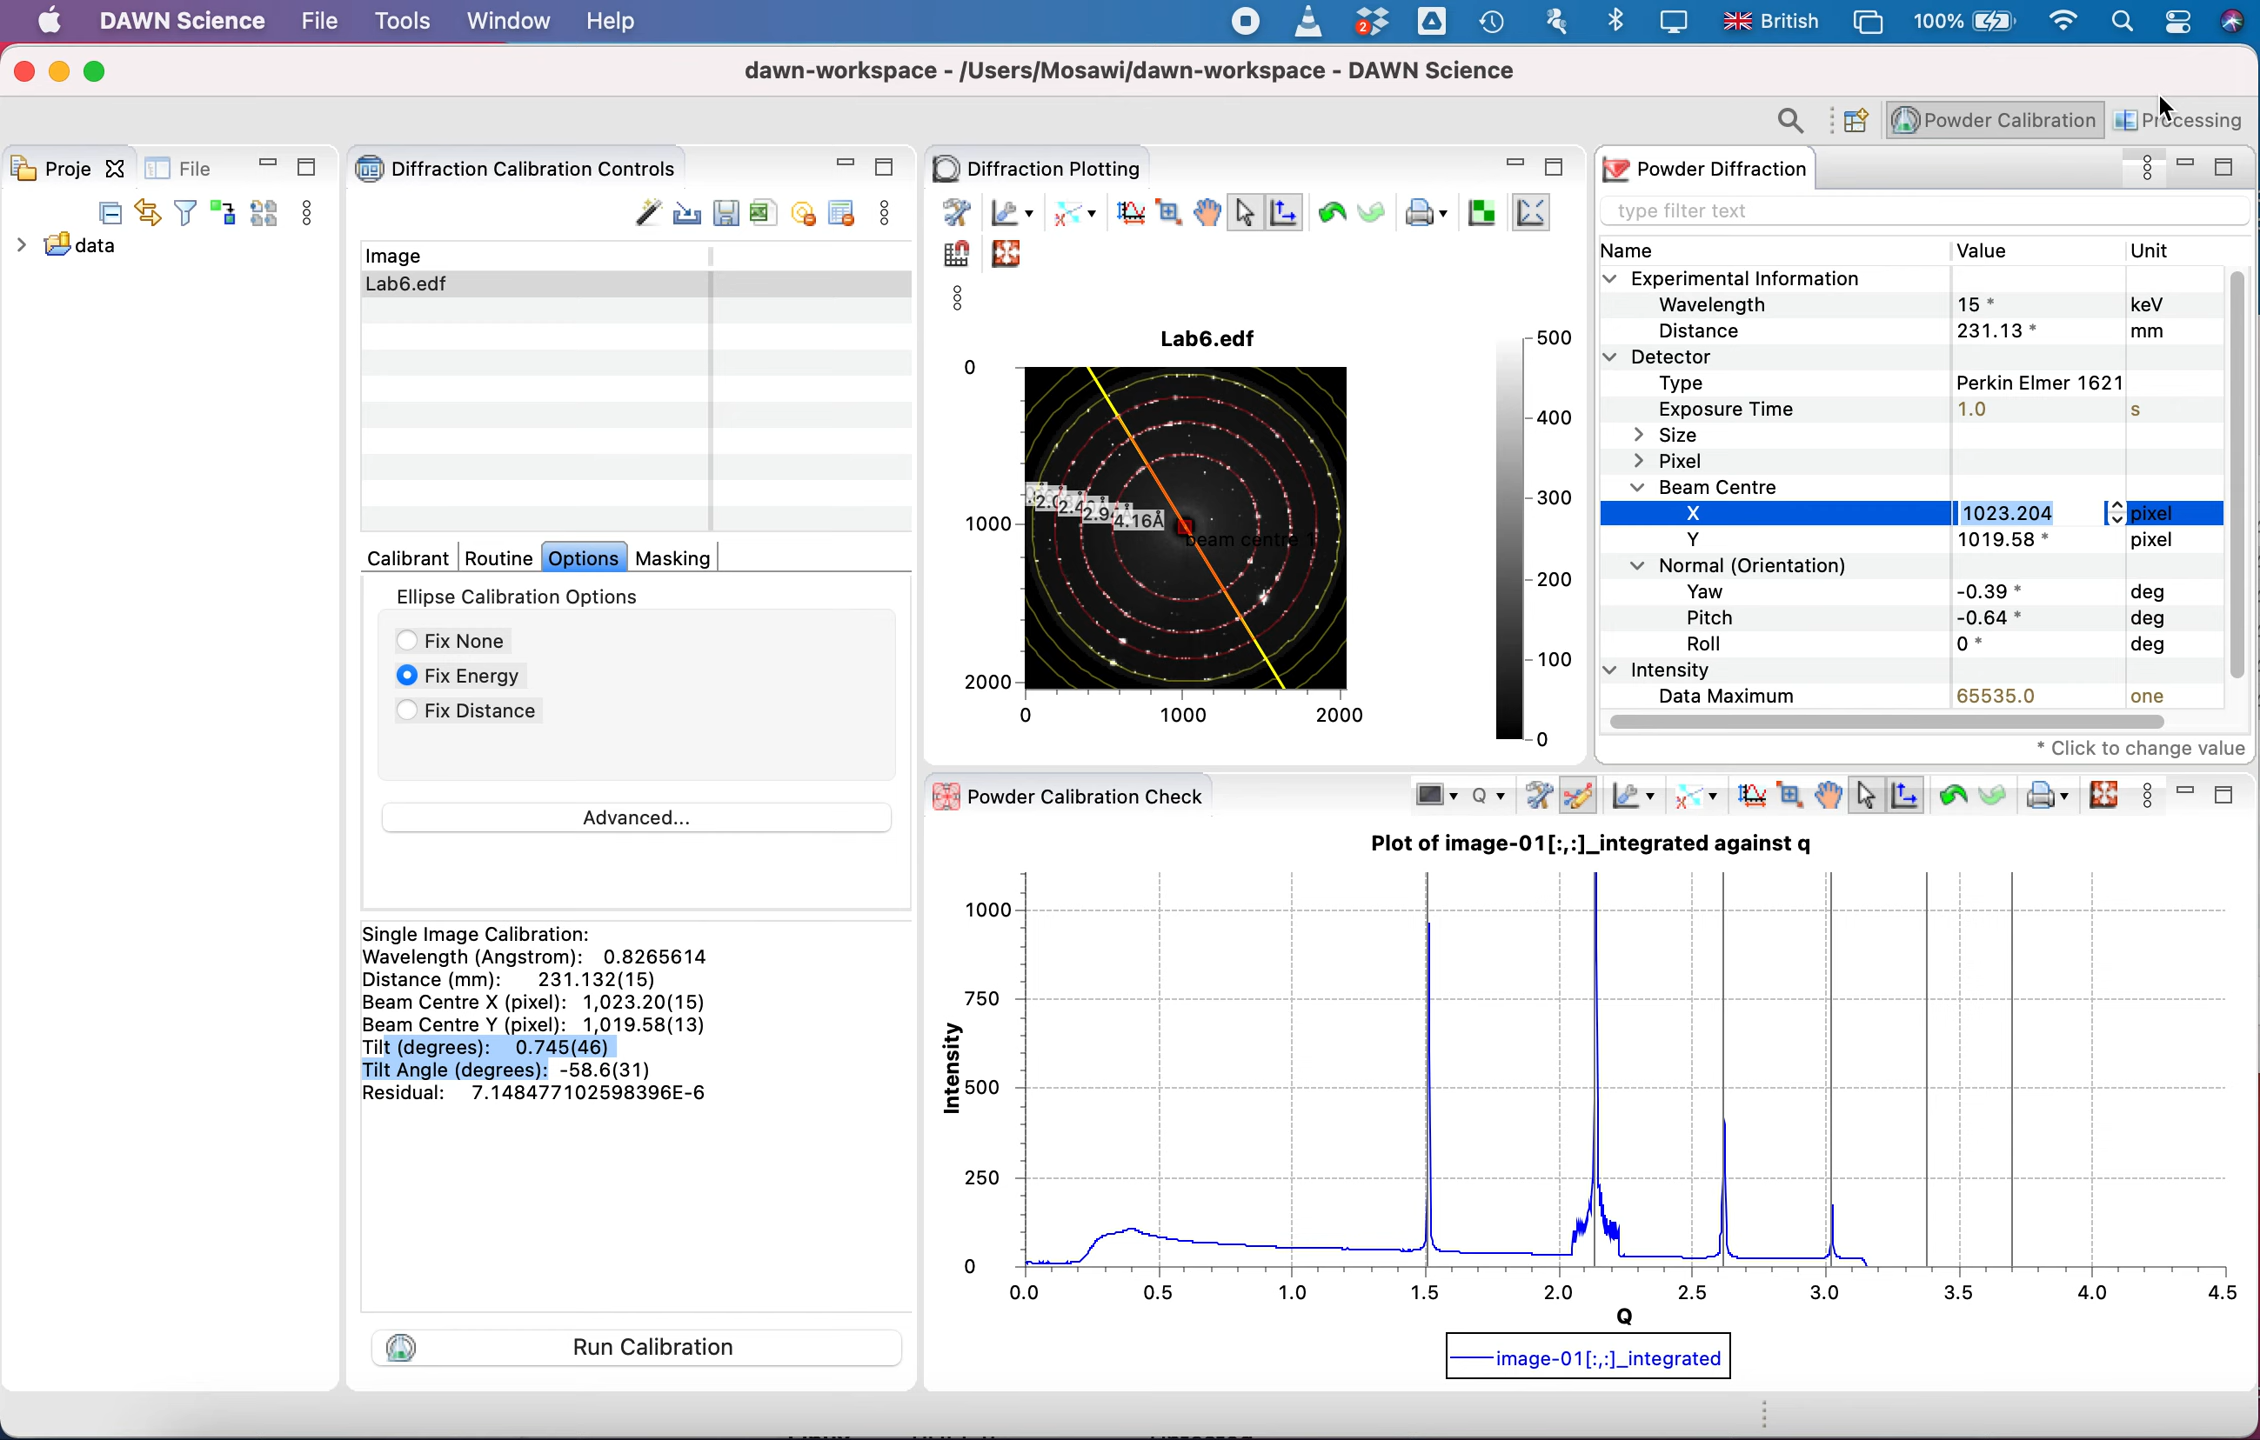 DAWN Science File Tools Window Help 2 British 100%
dawn-workspace - /Users/Mosawi/dawn-workspace - DAWN Science
Powder Calibration Processing
Proje File
data
Diffraction Calibration Controls
Image
Lab6.edf
Calibrant Routine Options Masking
Ellipse Calibration Options
Fix None
Fix Energy
Fix Distance
Advanced...
Single Image Calibration:
Wavelength (Angstrom): 0.8265614
Distance (mm): 231.132(15)
Beam Centre X (pixel): 1,023.20(15)
Beam Centre Y (pixel): 1,019.58(13)
Tilt (degrees): 0.745(46)
Tilt Angle (degrees): -58.6(31)
Residual: 7.148477102598396E-6
Run Calibration
Diffraction Plotting
Lab6.edf
0
1000
2000
0 1000 2000
2.94
4.16Å
beam centre
500
400
300
200
100
0
Powder Diffraction
type filter text
Name Value Unit
Experimental Information
Wavelength 15 * keV
Distance 231.13 * mm
Detector
Type Perkin Elmer 1621
Exposure Time 1.0 s
Size
Pixel
Beam Centre
X 1023.204 pixel
Y 1019.58 * pixel
Normal (Orientation)
Yaw -0.39 * deg
Pitch -0.64 * deg
Roll 0 * deg
Intensity
Data Maximum 65535.0 one
* Click to change value
Powder Calibration Check Q
Plot of image-01[:,:]_integrated against q
Intensity
1000
750
500
250
0
0.0 0.5 1.0 1.5 2.0 2.5 3.0 3.5 4.0 4.5
Q
image-01[:,:]_integrated